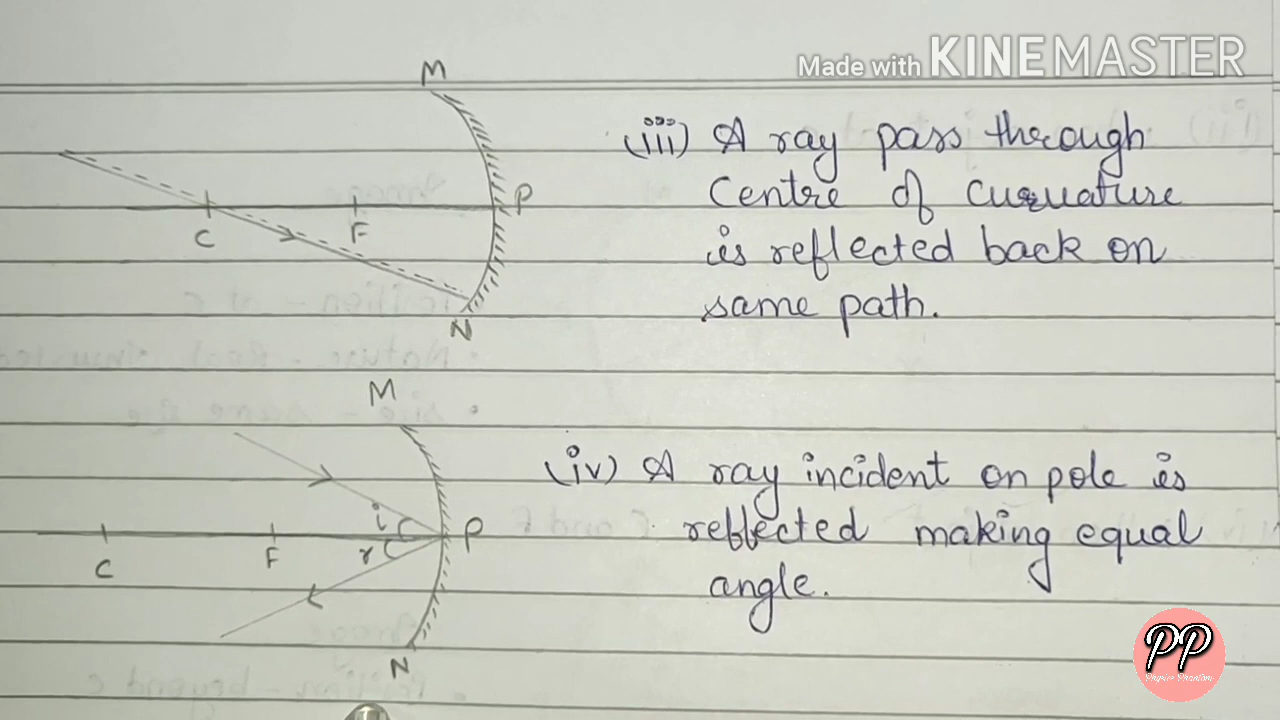 Made with KINEMASTER
M
(iii) A ray pass through
Centre of Curvature
is reflected back on
same path.
P
C
F
N
M
(iv) A ray incident on pole is
reflected making equal
angle.
i
P
r
C
F
N
PP